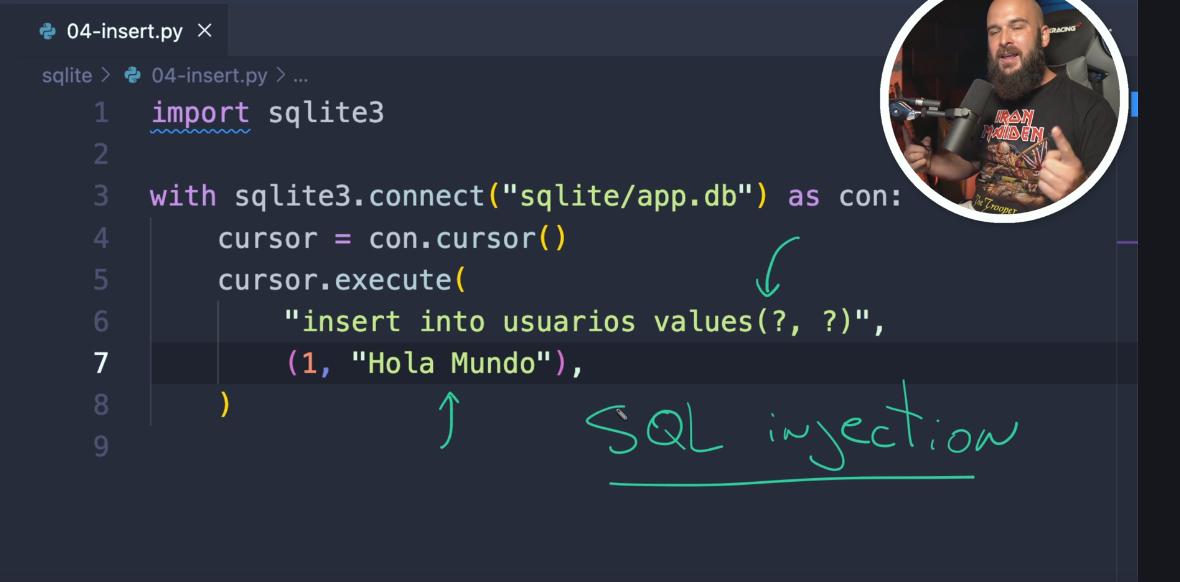 04-insert.py ×
sqlite > 04-insert.py > ...
1 import sqlite3
2
3 with sqlite3.connect("sqlite/app.db") as con:
4 cursor = con.cursor()
5 cursor.execute(
6 "insert into usuarios values(?, ?)",
7 (1, "Hola Mundo"),
8 )
9
SQL injection
RACING
IRON
MAIDEN
The Trooper